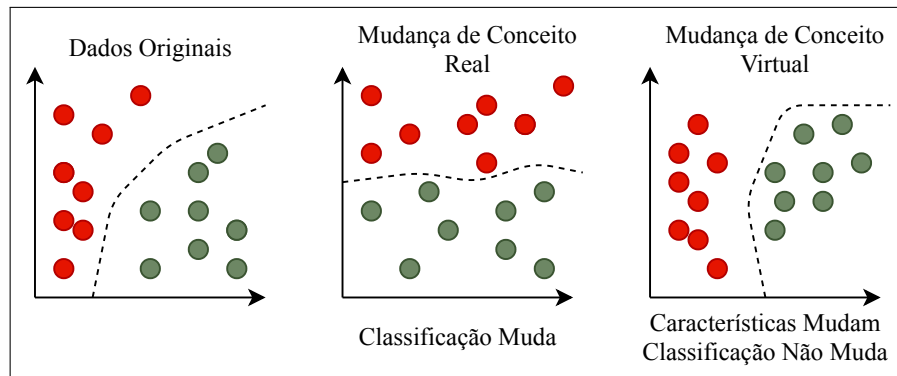 Dados Originais
Mudança de Conceito
Real
Mudança de Conceito
Virtual
Classificação Muda
Características Mudam
Classificação Não Muda